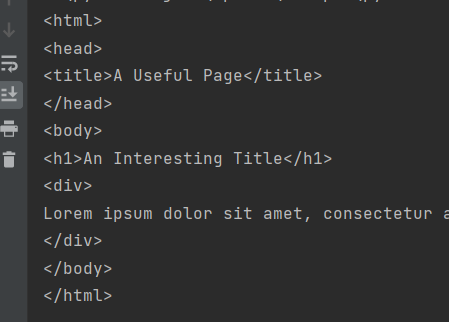 <html>
<head>
<title>A Useful Page</title>
</head>
<body>
<h1>An Interesting Title</h1>
<div>
Lorem ipsum dolor sit amet, consectetur
</div>
</body>
</html>